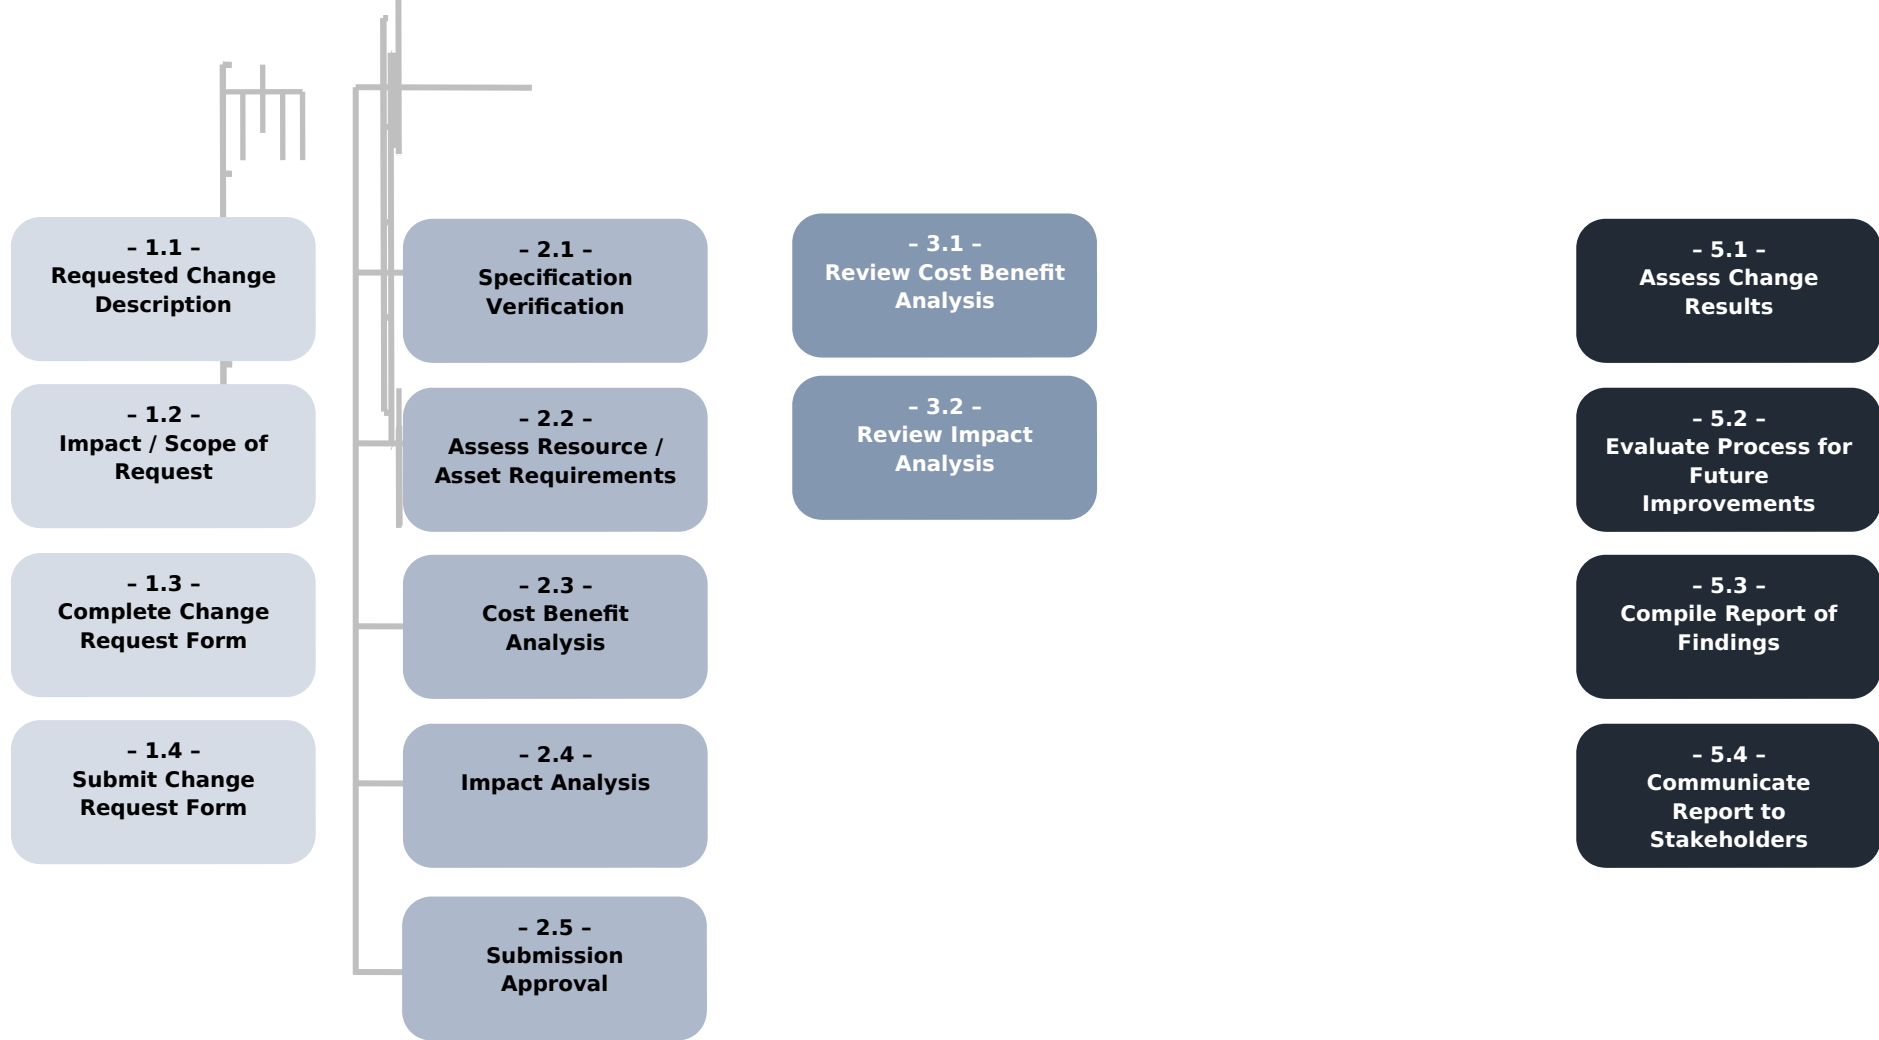 – 1.1 –
Requested Change
Description
– 1.2 –
Impact / Scope of
Request
– 1.3 –
Complete Change
Request Form
– 1.4 –
Submit Change
Request Form
– 2.1 –
Specification
Verification
– 2.2 –
Assess Resource /
Asset Requirements
– 2.3 –
Cost Benefit
Analysis
– 2.4 –
Impact Analysis
– 2.5 –
Submission
Approval
– 3.1 –
Review Cost Benefit
Analysis
– 3.2 –
Review Impact
Analysis
– 5.1 –
Assess Change
Results
– 5.2 –
Evaluate Process for
Future
Improvements
– 5.3 –
Compile Report of
Findings
– 5.4 –
Communicate
Report to
Stakeholders